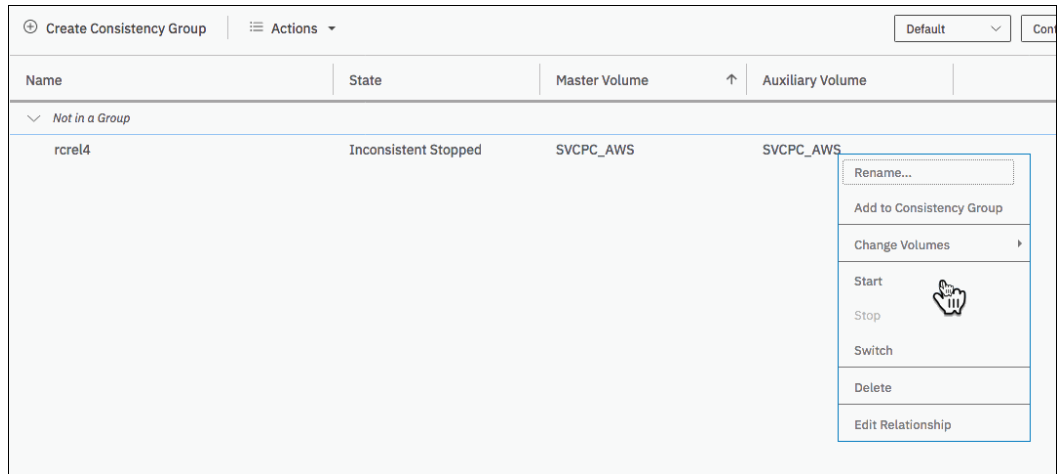 Create Consistency Group Actions Default Cont
Name State Master Volume Auxiliary Volume
Not in a Group
rcrel4 Inconsistent Stopped SVCPC_AWS SVCPC_AWS
Rename...
Add to Consistency Group
Change Volumes
Start
Stop
Switch
Delete
Edit Relationship